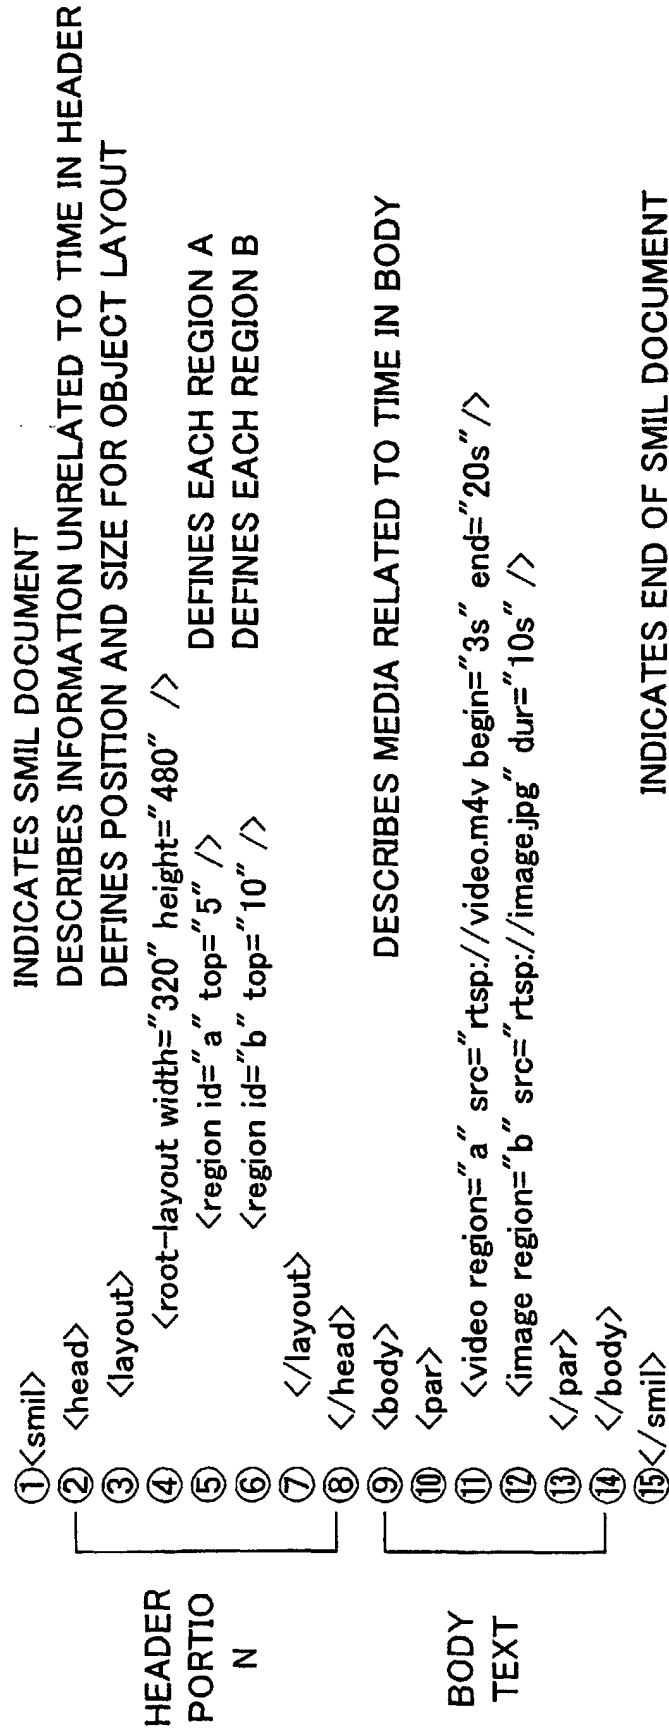 ①<smil> INDICATES SMIL DOCUMENT
②<head> DESCRIBES INFORMATION UNRELATED TO TIME IN HEADER
③<layout> DEFINES POSITION AND SIZE FOR OBJECT LAYOUT
④<root-layout width="320" height="480" />
⑤<region id="a" top="5" /> DEFINES EACH REGION A
⑥<region id="b" top="10" /> DEFINES EACH REGION B
⑦</layout>
⑧</head>
HEADER
PORTIO
N
⑨<body> DESCRIBES MEDIA RELATED TO TIME IN BODY
⑩<par>
⑪<video region="a" src="rtsp://video.m4v begin="3s" end="20s"/>
⑫<image region="b" src="rtsp://image.jpg" dur="10s" />
⑬</par>
⑭</body>
BODY
TEXT
⑮</smil> INDICATES END OF SMIL DOCUMENT